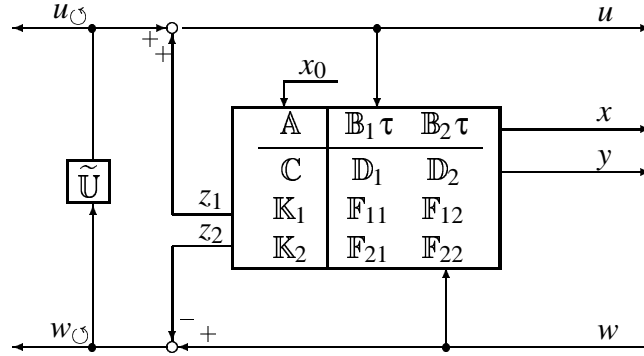 u↺ u
+
+
x₀
𝔸 𝔹₁τ 𝔹₂τ
x
ℂ 𝔻₁ 𝔻₂
y
Ũ
z₁ 𝕂₁ 𝔽₁₁ 𝔽₁₂
z₂ 𝕂₂ 𝔽₂₁ 𝔽₂₂
−
+
w↺ w